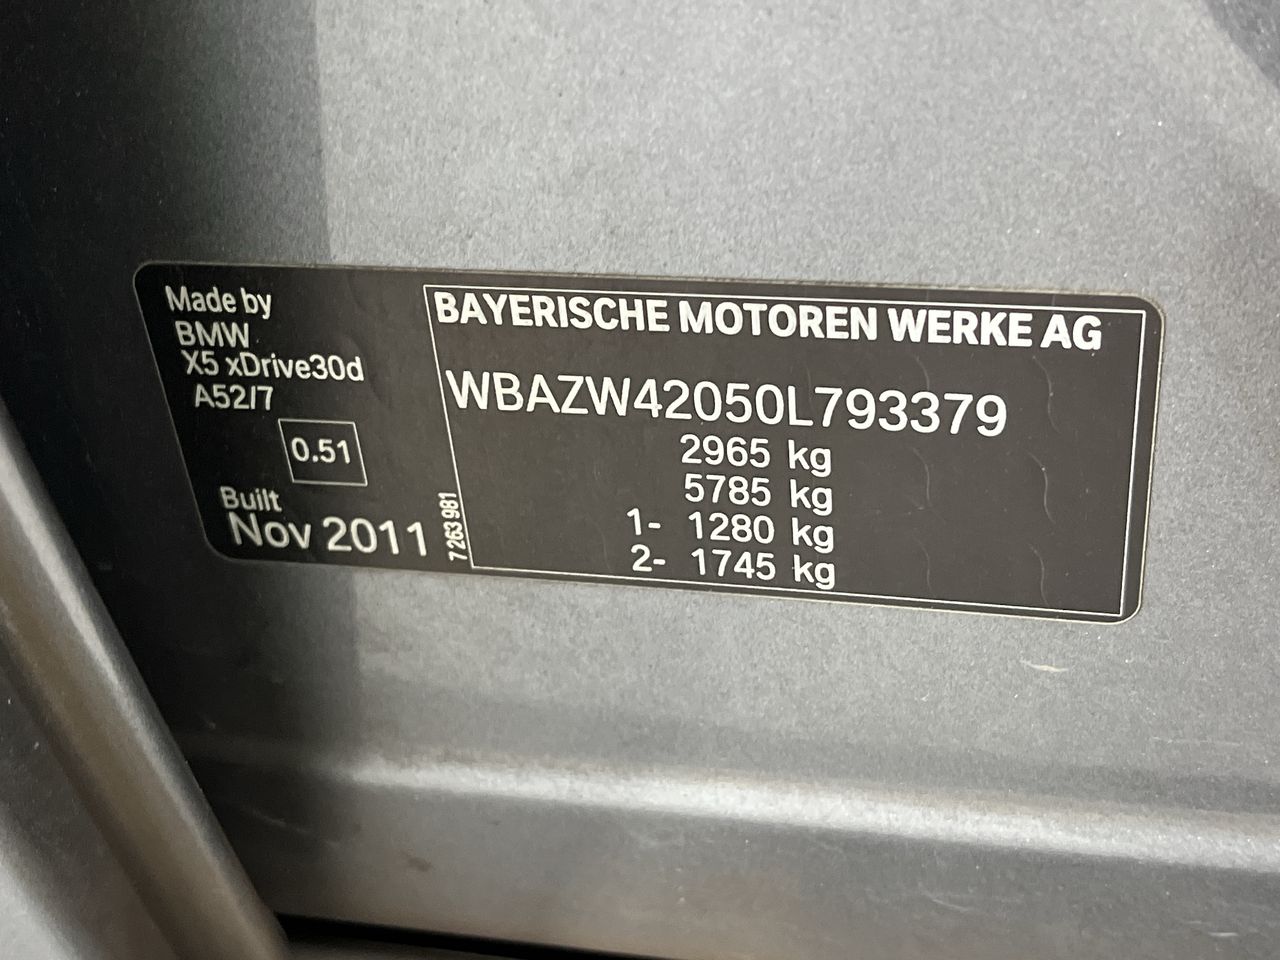 Made by
BMW
X5 xDrive30d
A52/7
0.51
Built
Nov 2011
7 263 981
BAYERISCHE MOTOREN WERKE AG
WBAZW42050L793379
2965 kg
5785 kg
1- 1280 kg
2- 1745 kg